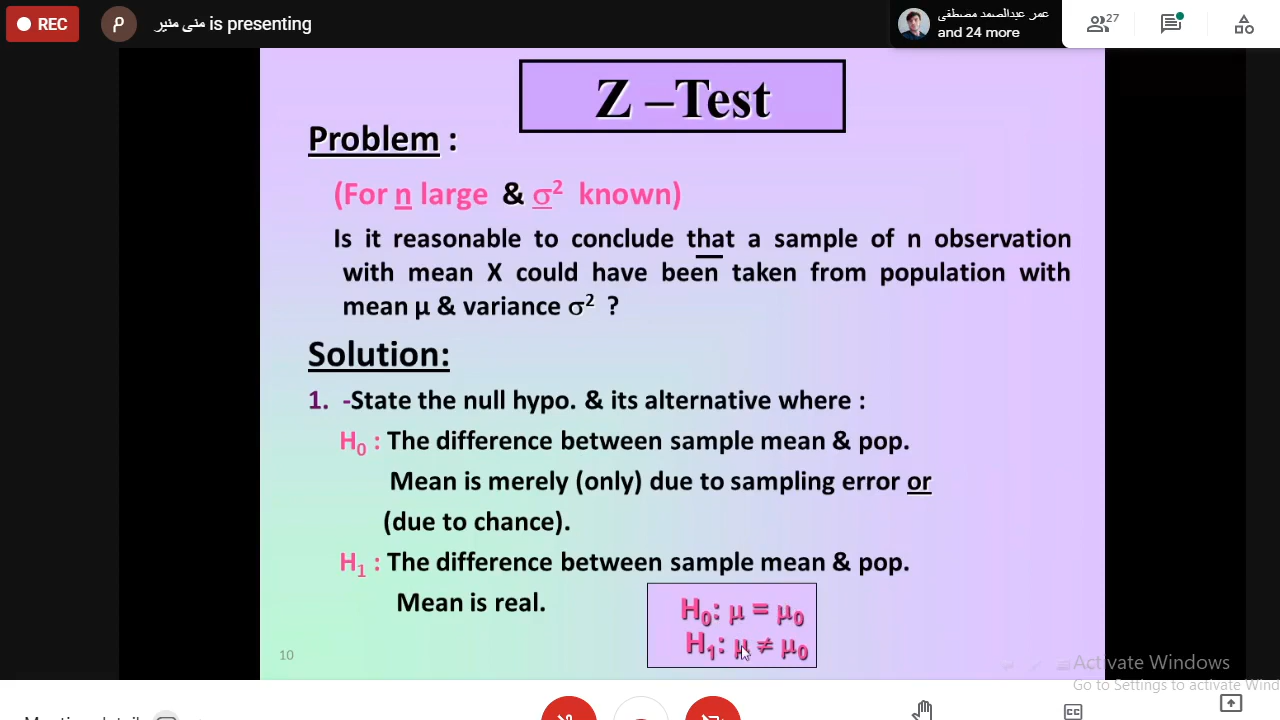 REC
م
منى منير is presenting
عمر عبدالصمد مصطفى
and 24 more
27
Z –Test
Problem :
(For n large & σ² known)
Is it reasonable to conclude that a sample of n observation
with mean X could have been taken from population with
mean μ & variance σ² ?
Solution:
1. -State the null hypo. & its alternative where :
H₀ : The difference between sample mean & pop.
Mean is merely (only) due to sampling error or
(due to chance).
H₁ : The difference between sample mean & pop.
Mean is real.
H₀: μ = μ₀
H₁: μ ≠ μ₀
10
Activate Windows
Go to Settings to activate Wind
CC